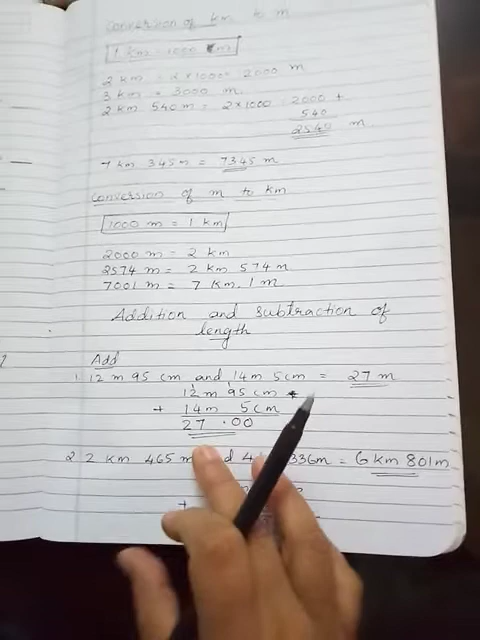 Conversion of km to m
1 km = 1000 m
2 km = 2 x 1000 = 2000 m
3 km = 3000 m
2 km 540 m = 2 x 1000 = 2000 +
540
2540 m
7 km 345 m = 7345 m
Conversion of m to km
1000 m = 1 km
2000 m = 2 km
2574 m = 2 km 574 m
7001 m = 7 km 1 m
Addition and subtraction of
length
Add
1. 12 m 95 cm and 14 m 5 cm = 27 m
12 m 95 cm
+ 14 m 5 cm
27 . 00
2 2 km 465 m 336 m = 6 km 801 m
+